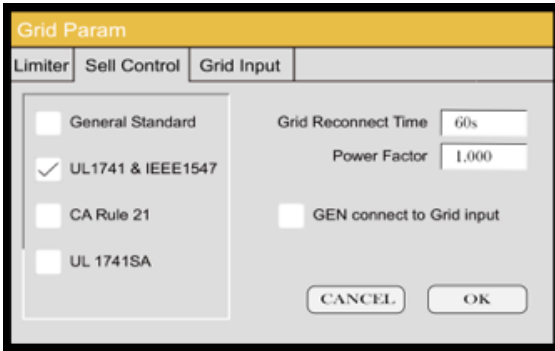 Grid Param
Limiter Sell Control Grid Input
General Standard
UL1741 & IEEE1547
CA Rule 21
UL 1741SA
Grid Reconnect Time 60s
Power Factor 1.000
GEN connect to Grid input
CANCEL OK